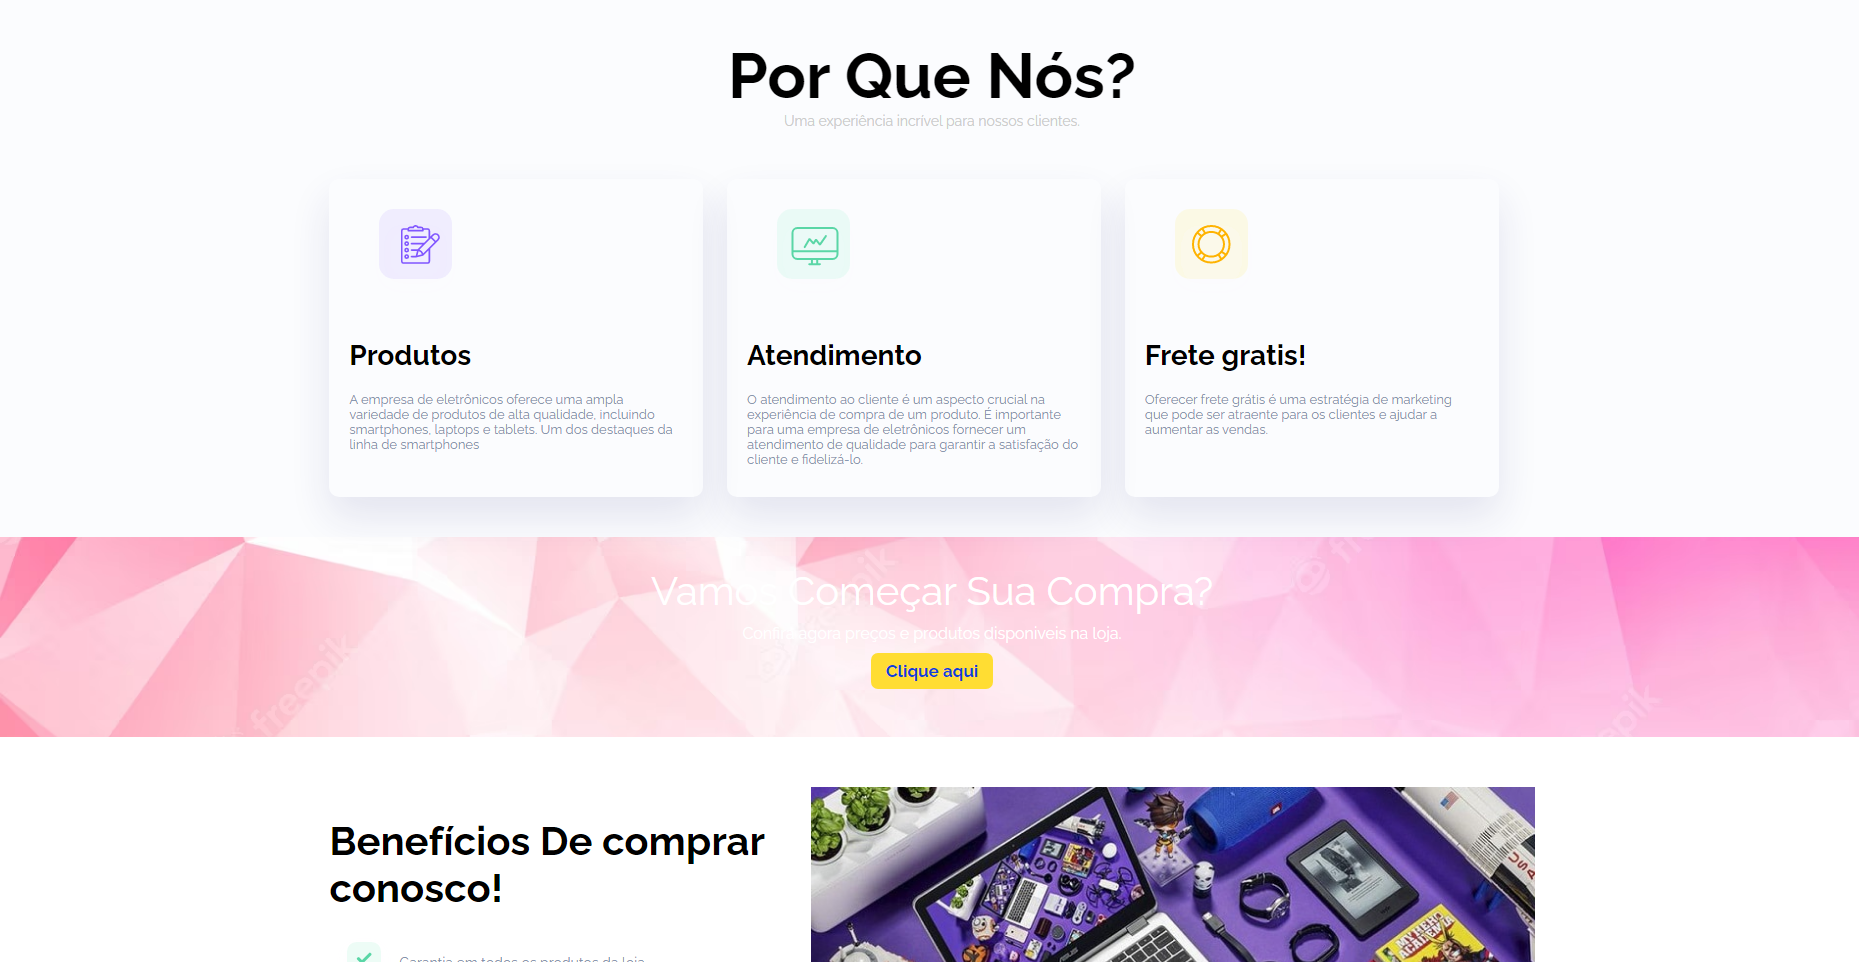 Por Que Nós?
Uma experiência incrível para nossos clientes.
Produtos
A empresa de eletrônicos oferece uma ampla
variedade de produtos de alta qualidade, incluindo
smartphones, laptops e tablets. Um dos destaques da
linha de smartphones
Atendimento
O atendimento ao cliente é um aspecto crucial na
experiência de compra de um produto. É importante
para uma empresa de eletrônicos fornecer um
atendimento de qualidade para garantir a satisfação do
cliente e fidelizá-lo.
Frete gratis!
Oferecer frete grátis é uma estratégia de marketing
que pode ser atraente para os clientes e ajudar a
aumentar as vendas.
Vamos Começar Sua Compra?
Confira agora preços e produtos disponiveis na loja.
Clique aqui
freepik
Benefícios De comprar
conosco!
Garantia em todos os produtos da loja
MY HERO
ACADEMIA
USA